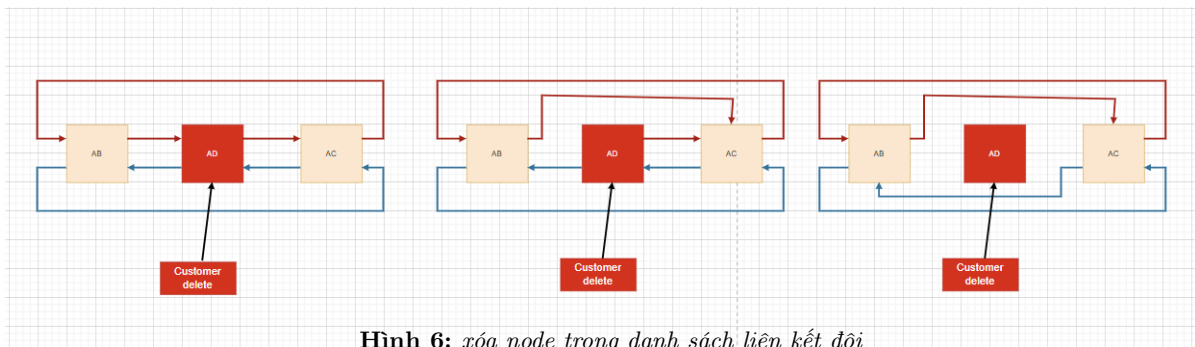 AB
AD
AC
Customer
delete
AB
AD
AC
Customer
delete
AB
AD
AC
Customer
delete
Hình 6: xóa node trong danh sách liên kết đôi